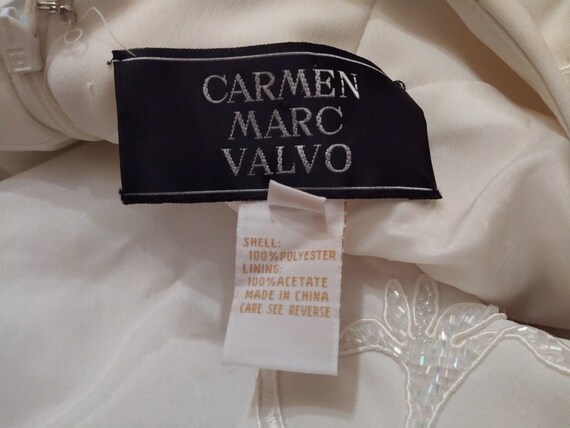 CARMEN
MARC
VALVO
SHELL:
100% POLYESTER
LINING:
100% ACETATE
MADE IN CHINA
CARE SEE REVERSE